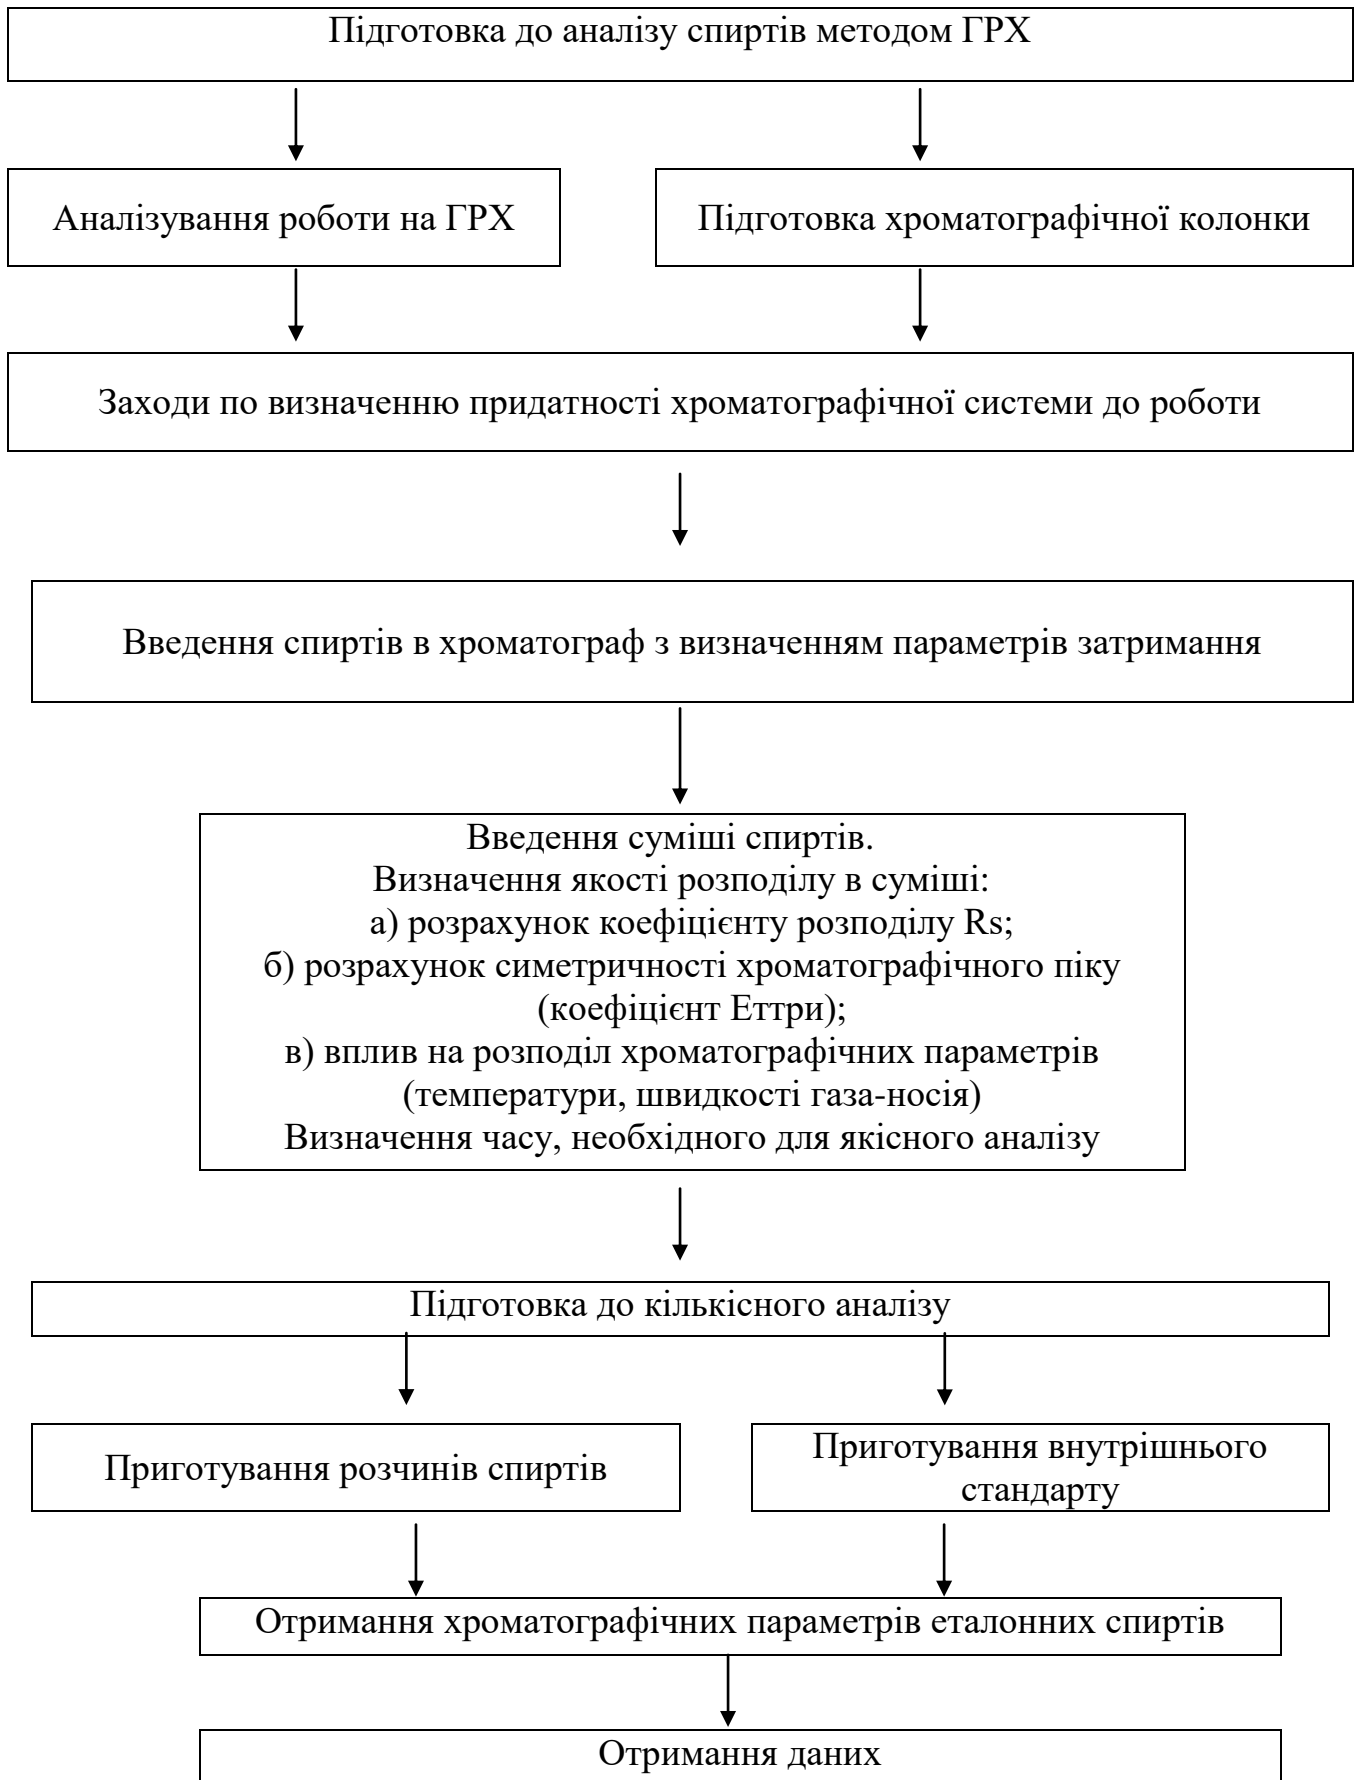 Підготовка до аналізу спиртів методом ГРХ
Аналізування роботи на ГРХ
Підготовка хроматографічної колонки
Заходи по визначенню придатності хроматографічної системи до роботи
Введення спиртів в хроматограф з визначенням параметрів затримання
Введення суміші спиртів.
Визначення якості розподілу в суміші:
а) розрахунок коефіцієнту розподілу Rs;
б) розрахунок симетричності хроматографічного піку
(коефіцієнт Еттри);
в) вплив на розподіл хроматографічних параметрів
(температури, швидкості газа-носія)
Визначення часу, необхідного для якісного аналізу
Підготовка до кількісного аналізу
Приготування розчинів спиртів
Приготування внутрішнього
стандарту
Отримання хроматографічних параметрів еталонних спиртів
Отримання даних